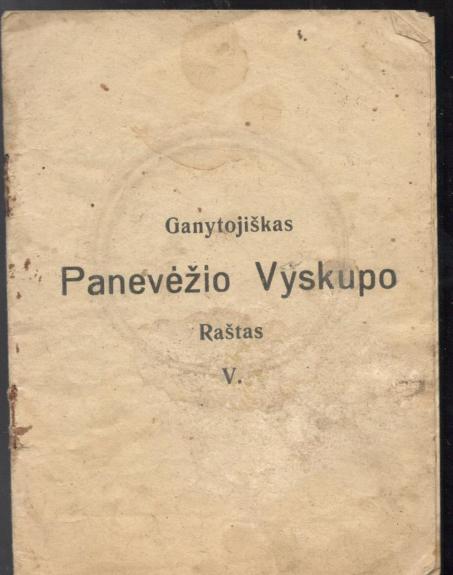 Ganytojiškas
Panevėžio Vyskupo
Raštas
V.